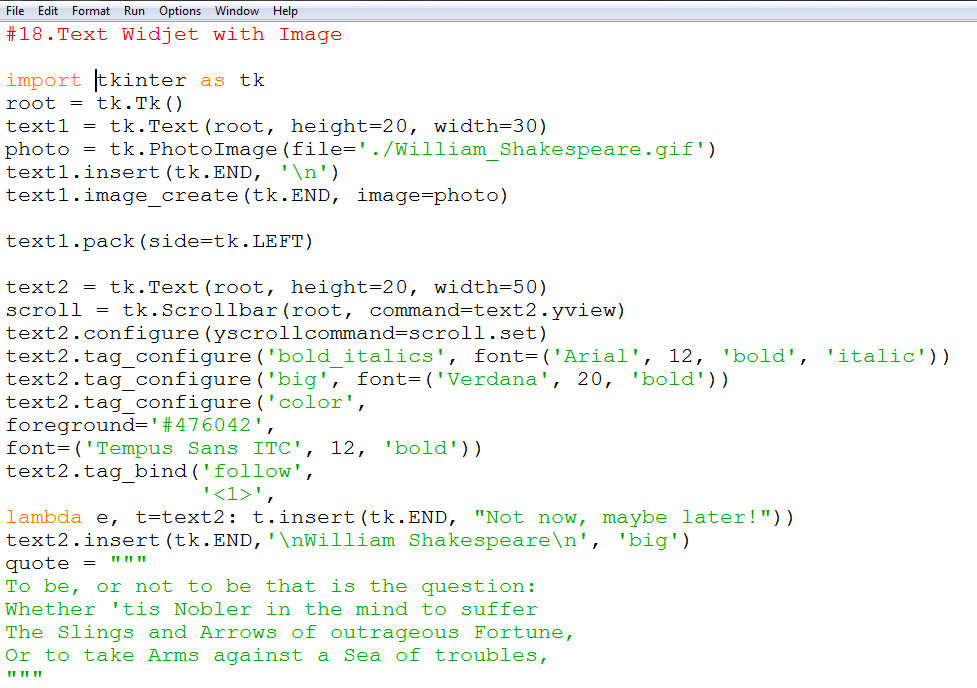 File Edit Format Run Options Window Help
#18.Text Widjet with Image
import tkinter as tk
root = tk.Tk()
text1 = tk.Text(root, height=20, width=30)
photo = tk.PhotoImage(file='./William_Shakespeare.gif')
text1.insert(tk.END, '\n')
text1.image_create(tk.END, image=photo)
text1.pack(side=tk.LEFT)
text2 = tk.Text(root, height=20, width=50)
scroll = tk.Scrollbar(root, command=text2.yview)
text2.configure(yscrollcommand=scroll.set)
text2.tag_configure('bold_italics', font=('Arial', 12, 'bold', 'italic'))
text2.tag_configure('big', font=('Verdana', 20, 'bold'))
text2.tag_configure('color',
foreground='#476042',
font=('Tempus Sans ITC', 12, 'bold'))
text2.tag_bind('follow',
'<1>',
lambda e, t=text2: t.insert(tk.END, "Not now, maybe later!"))
text2.insert(tk.END,'\nWilliam Shakespeare\n', 'big')
quote = """
To be, or not to be that is the question:
Whether 'tis Nobler in the mind to suffer
The Slings and Arrows of outrageous Fortune,
Or to take Arms against a Sea of troubles,
"""